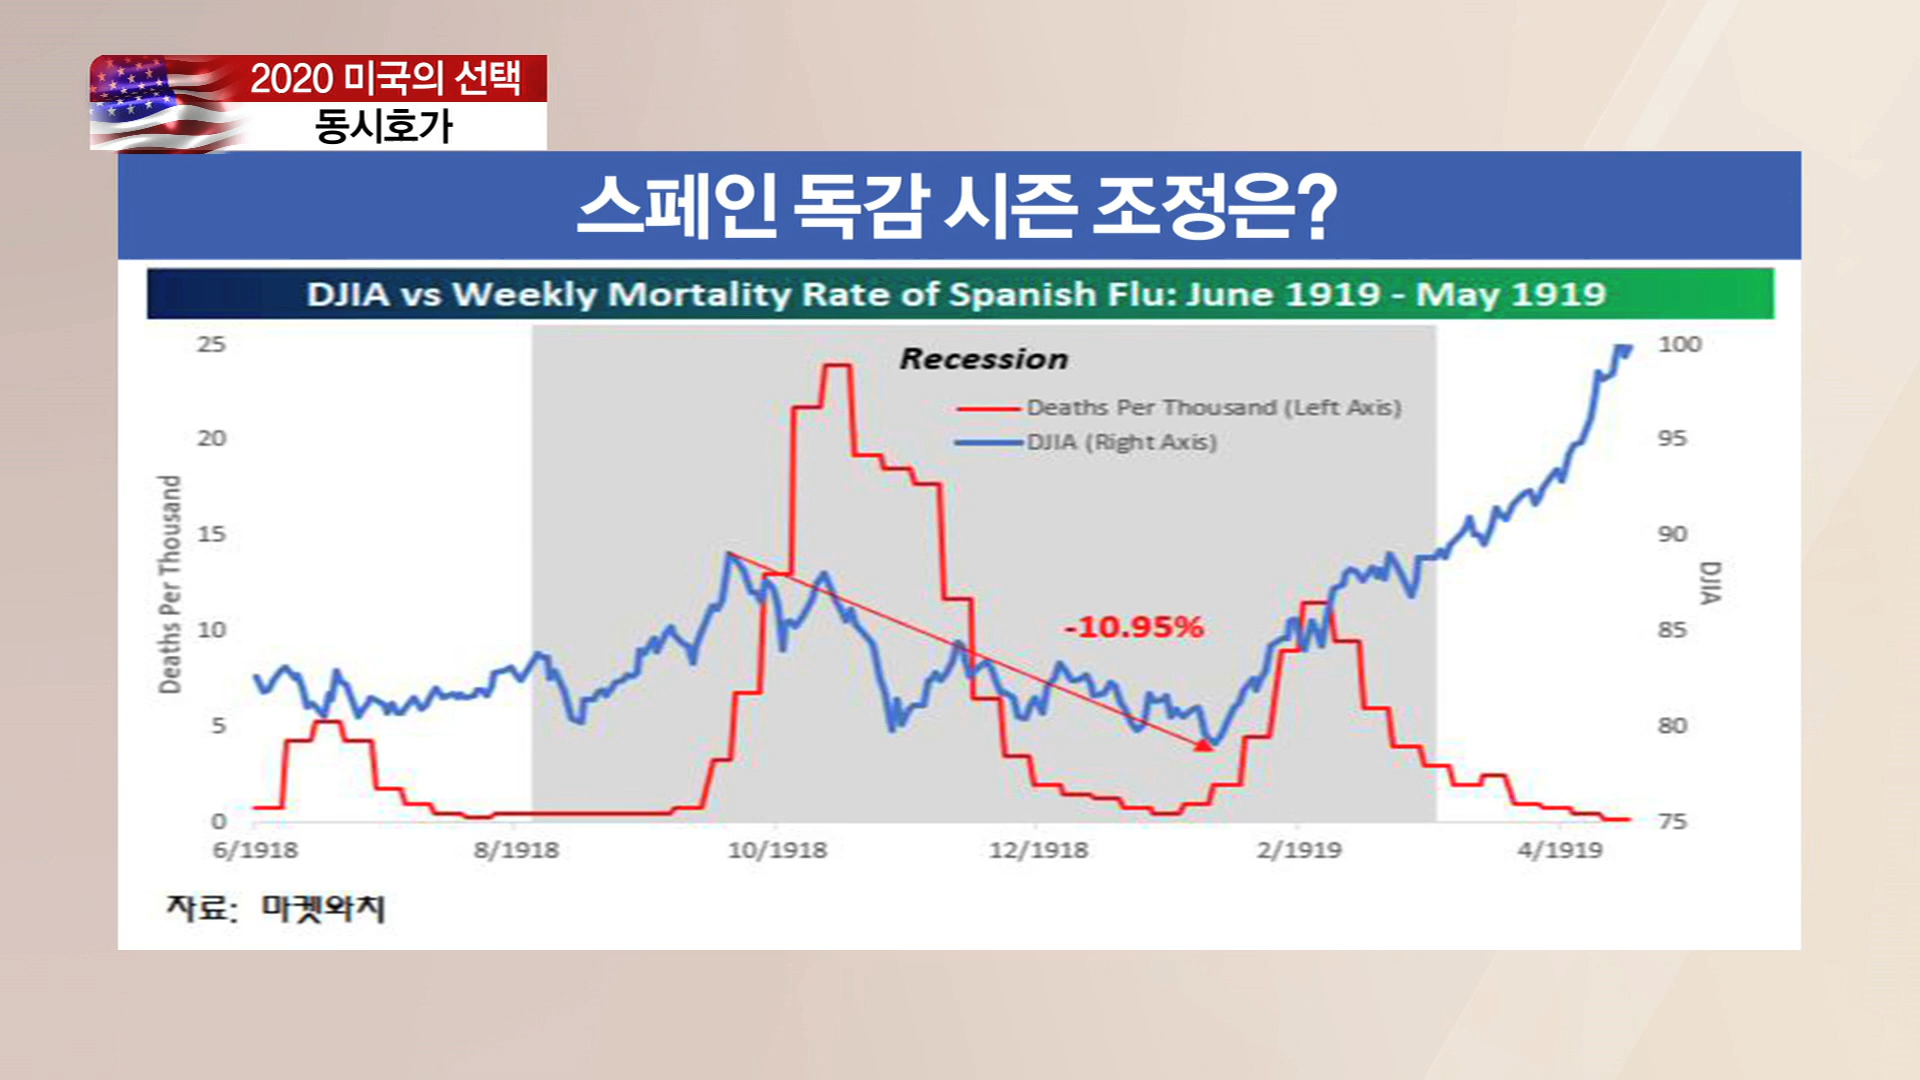 2020 미국의 선택
동시호가
스페인 독감 시즌 조정은?
DJIA vs Weekly Mortality Rate of Spanish Flu: June 1919 - May 1919
Recession
Deaths Per Thousand (Left Axis)
DJIA (Right Axis)
-10.95%
Deaths Per Thousand
25
20
15
10
5
0
100
95
90
85
80
75
DJIA
6/1918 8/1918 10/1918 12/1918 2/1919 4/1919
자료: 마켓와치